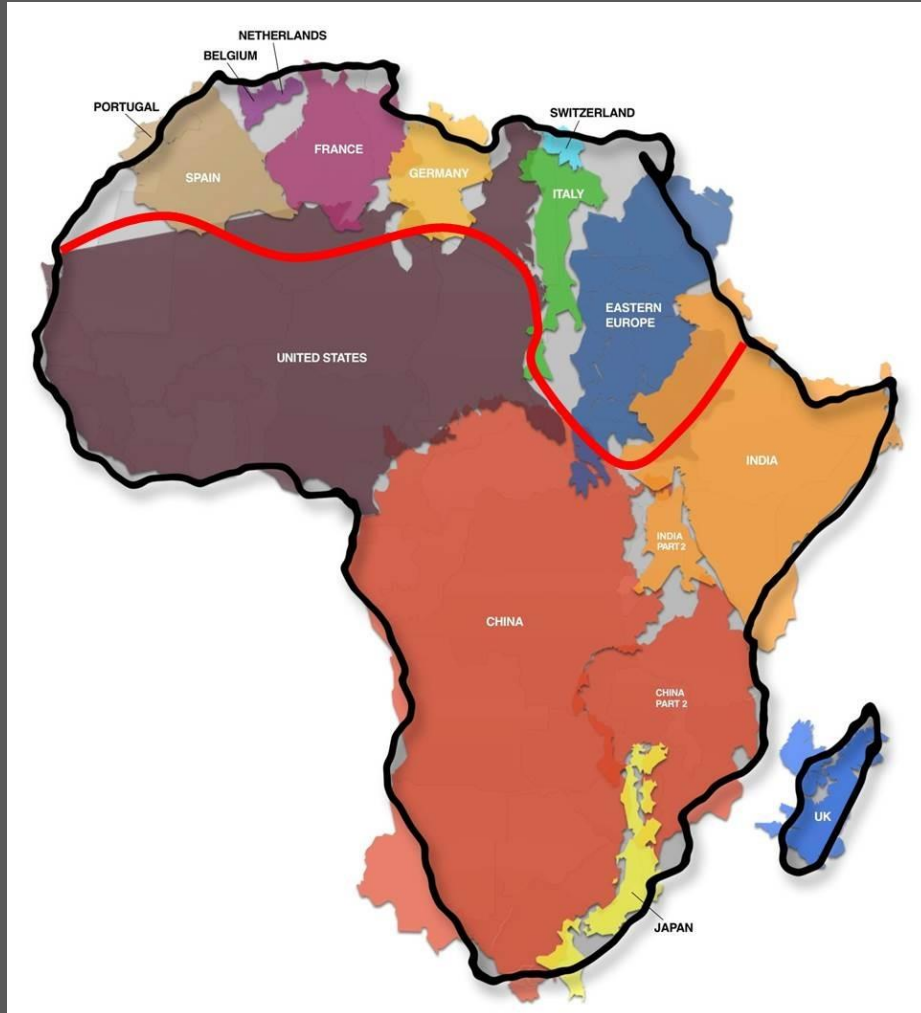 NETHERLANDS
BELGIUM
PORTUGAL
SWITZERLAND
FRANCE
SPAIN
GERMANY
ITALY
EASTERN
EUROPE
UNITED STATES
INDIA
INDIA
PART 2
CHINA
CHINA
PART 2
UK
JAPAN